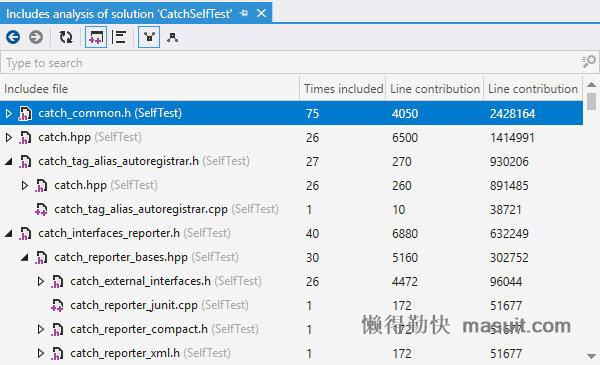 Includes analysis of solution 'CatchSelfTest'
Type to search
Includee file Times included Line contribution Line contribution
catch_common.h (SelfTest) 75 4050 2428164
catch.hpp (SelfTest) 26 6500 1414991
catch_tag_alias_autoregistrar.h (SelfTest) 27 270 930206
catch.hpp (SelfTest) 26 260 891485
catch_tag_alias_autoregistrar.cpp (SelfTest) 1 10 38721
catch_interfaces_reporter.h (SelfTest) 40 6880 632249
catch_reporter_bases.hpp (SelfTest) 30 5160 302752
catch_external_interfaces.h (SelfTest) 26 4472 96044
catch_reporter_junit.cpp (SelfTest) 1 172 51677
catch_reporter_compact.h (SelfTest) 1 172 51677
懒得勤快 masuit.com
catch_reporter_xml.h (SelfTest) 1 172 51677